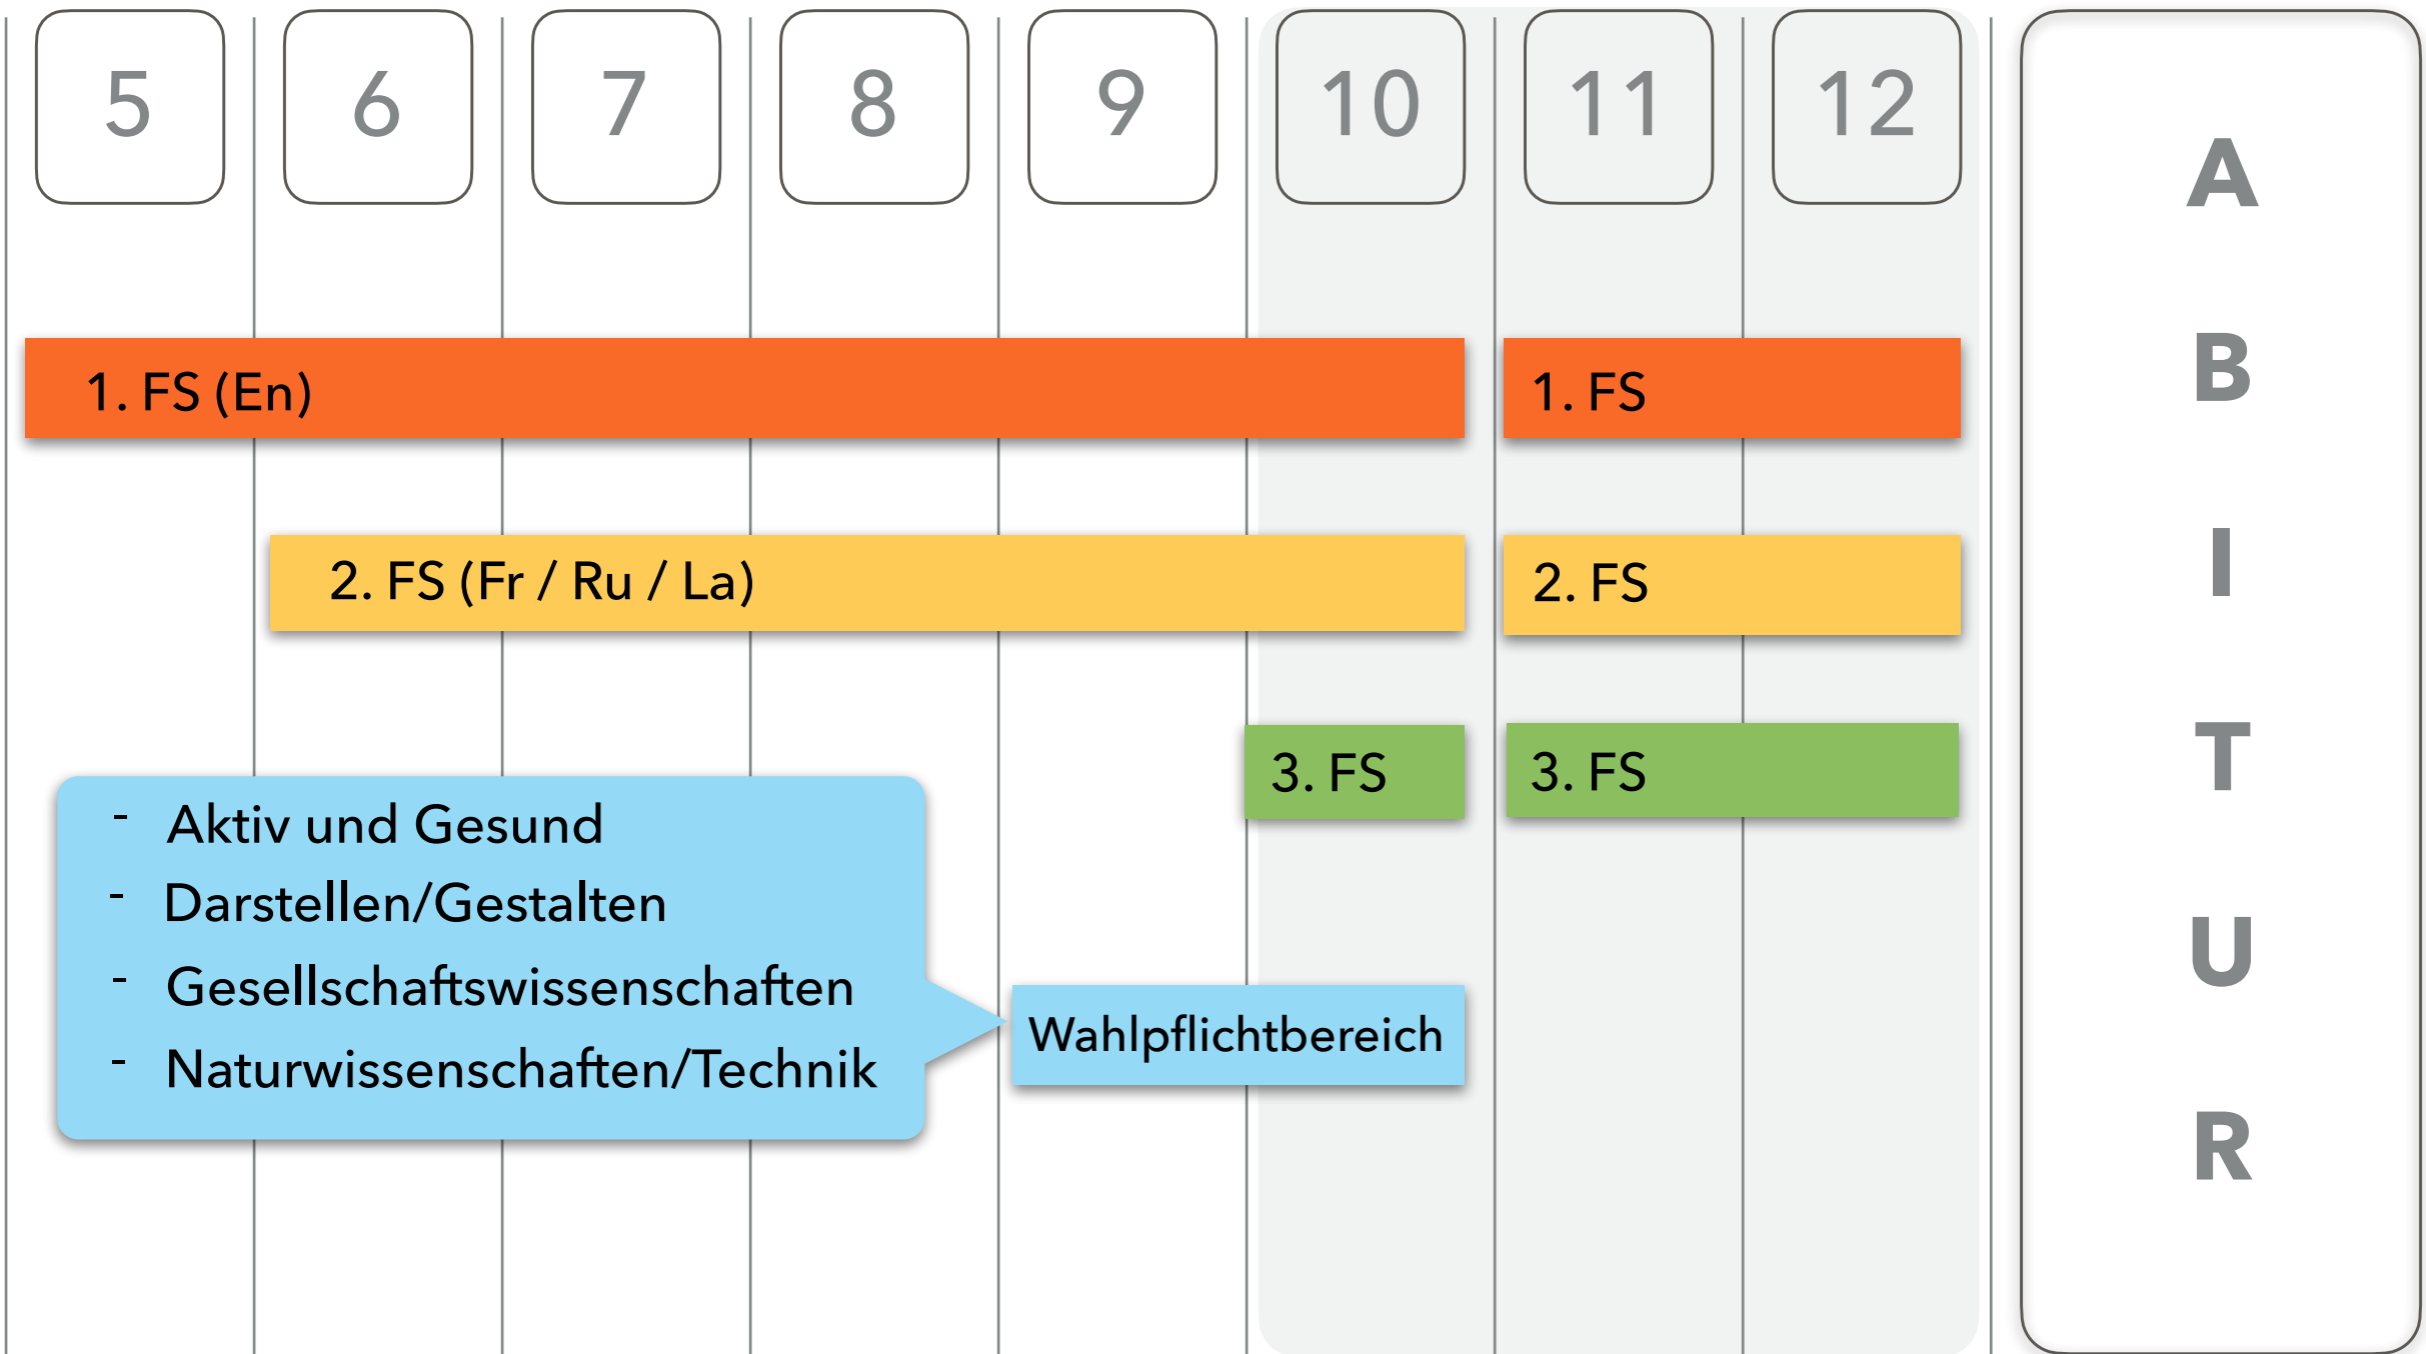 5 6 7 8 9 10 11 12
1. FS (En) 1. FS
2. FS (Fr / Ru / La) 2. FS
3. FS 3. FS
- Aktiv und Gesund
- Darstellen/Gestalten
- Gesellschaftswissenschaften
- Naturwissenschaften/Technik
Wahlpflichtbereich
A
B
I
T
U
R